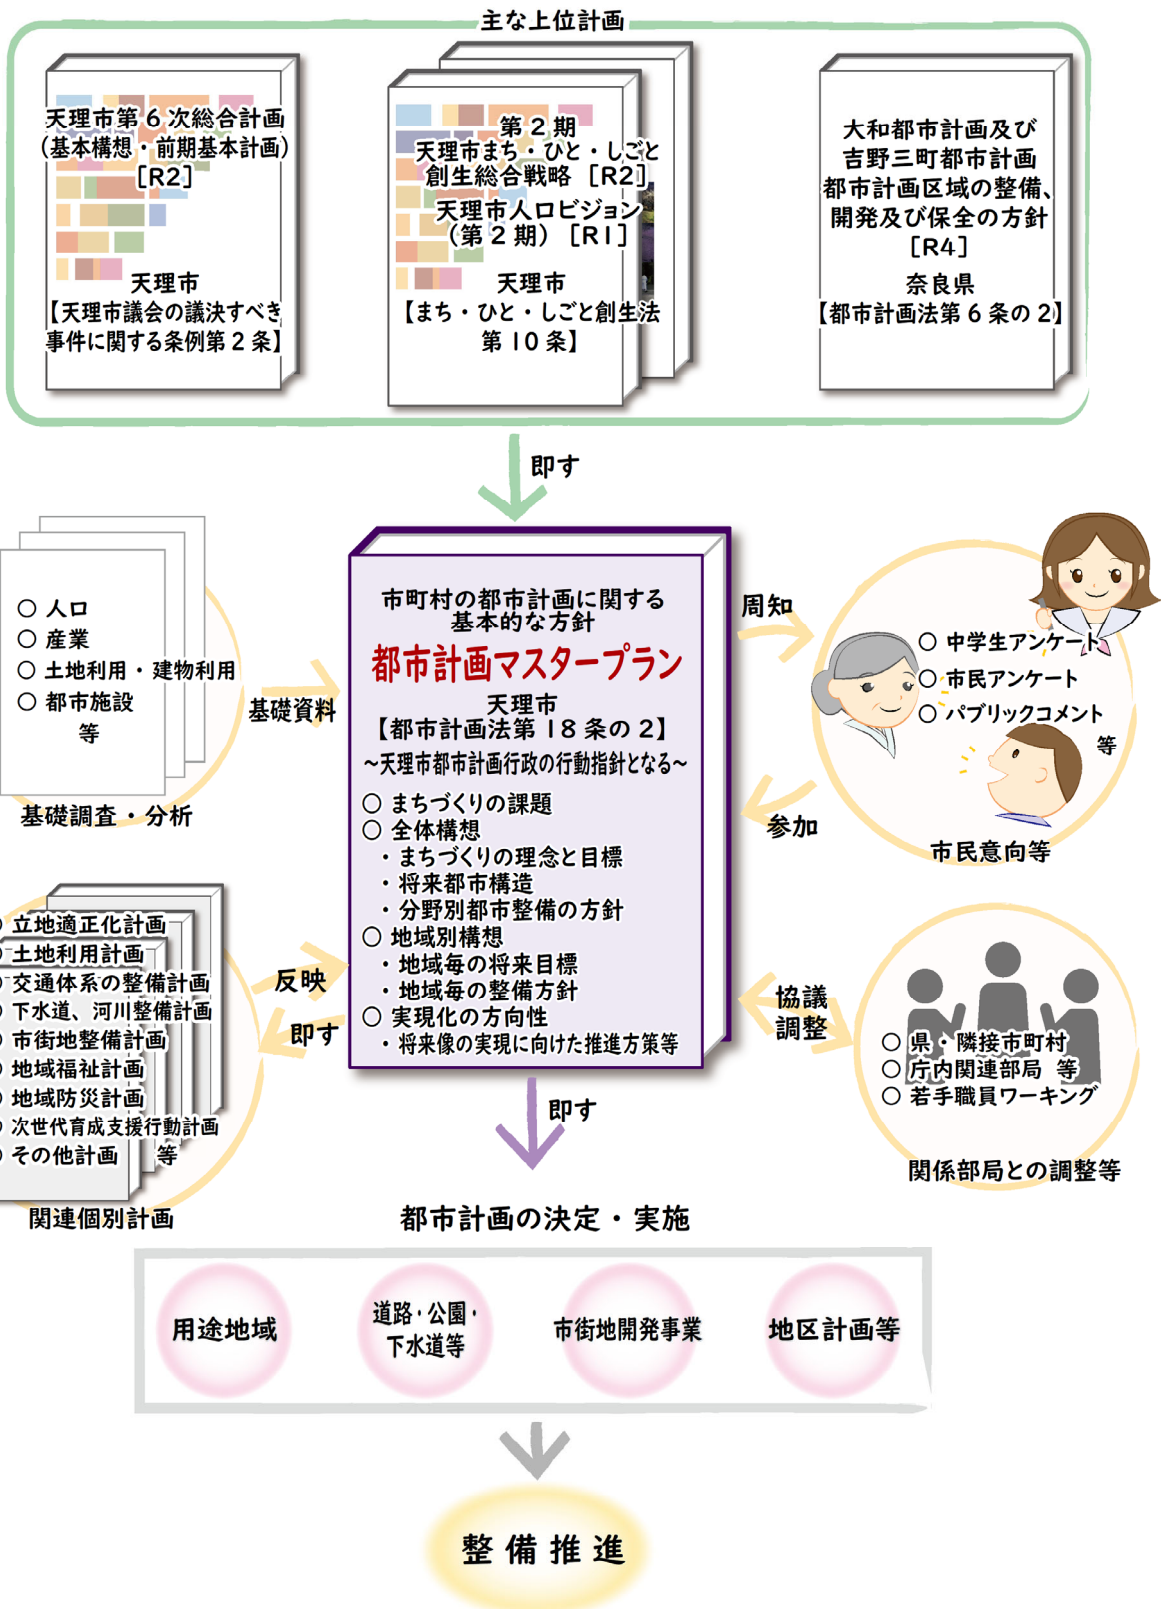 主な上位計画
天理市第6次総合計画
(基本構想・前期基本計画)
[R2]
天理市
【天理市議会の議決すべき
事件に関する条例第2条】
第2期
天理市まち・ひと・しごと
創生総合戦略 [R2]
天理市人口ビジョン
(第2期) [R1]
天理市
【まち・ひと・しごと創生法
第10条】
大和都市計画及び
吉野三町都市計画
都市計画区域の整備、
開発及び保全の方針
[R4]
奈良県
【都市計画法第6条の2】
即す
○ 人口
○ 産業
○ 土地利用・建物利用
○ 都市施設
等
基礎調査・分析
基礎資料
市町村の都市計画に関する
基本的な方針
都市計画マスタープラン
天理市
【都市計画法第18条の2】
~天理市都市計画行政の行動指針となる~
○ まちづくりの課題
○ 全体構想
・まちづくりの理念と目標
・将来都市構造
・分野別都市整備の方針
○ 地域別構想
・地域毎の将来目標
・地域毎の整備方針
○ 実現化の方向性
・将来像の実現に向けた推進方策等
周知
参加
○ 中学生アンケート
○ 市民アンケート
○ パブリックコメント
等
市民意向等
○ 立地適正化計画
○ 土地利用計画
○ 交通体系の整備計画
○ 下水道、河川整備計画
○ 市街地整備計画
○ 地域福祉計画
○ 地域防災計画
○ 次世代育成支援行動計画
○ その他計画 等
関連個別計画
反映
即す
協議
調整
○ 県・隣接市町村
○ 庁内関連部局 等
○ 若手職員ワーキング
関係部局との調整等
即す
都市計画の決定・実施
用途地域
道路・公園・
下水道等
市街地開発事業
地区計画等
整備推進